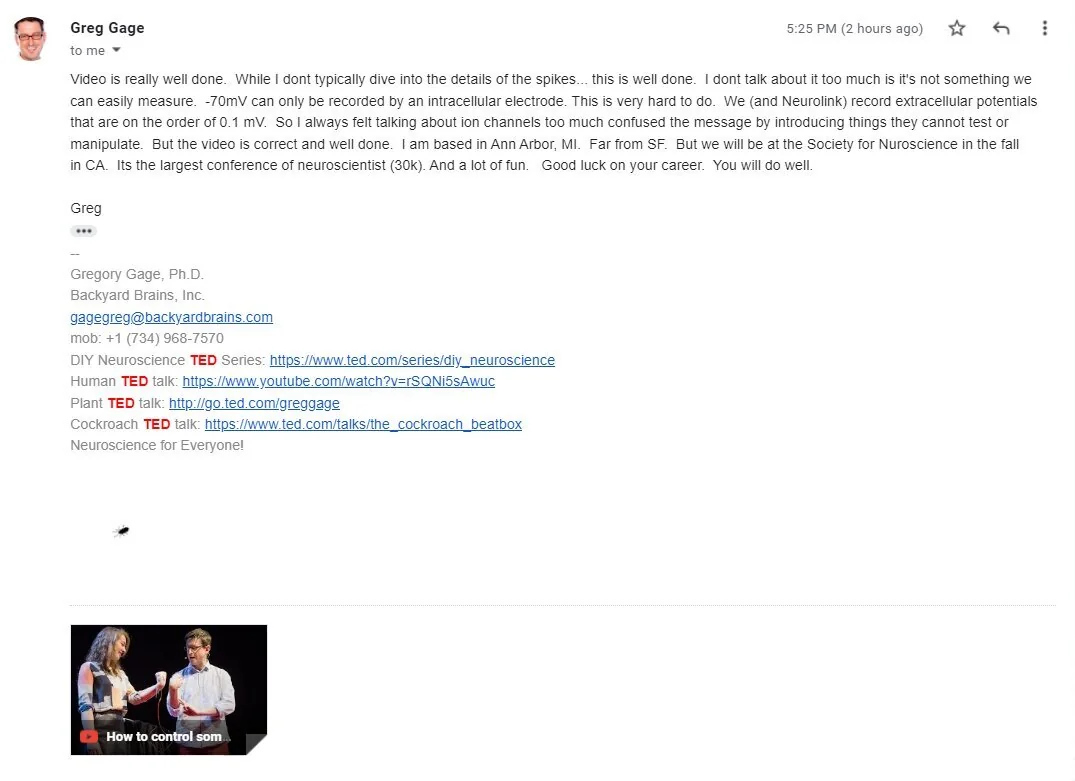 Greg Gage
5:25 PM (2 hours ago)
to me
Video is really well done.  While I dont typically dive into the details of the spikes... this is well done.  I dont talk about it too much is it's not something we
can easily measure.  -70mV can only be recorded by an intracellular electrode. This is very hard to do.  We (and Neurolink) record extracellular potentials
that are on the order of 0.1 mV.  So I always felt talking about ion channels too much confused the message by introducing things they cannot test or
manipulate.  But the video is correct and well done.  I am based in Ann Arbor, MI.  Far from SF.  But we will be at the Society for Nuroscience in the fall
in CA.  Its the largest conference of neuroscientist (30k). And a lot of fun.   Good luck on your career.  You will do well.
Greg
--
Gregory Gage, Ph.D.
Backyard Brains, Inc.
gagegreg@backyardbrains.com
mob: +1 (734) 968-7570
DIY Neuroscience TED Series: https://www.ted.com/series/diy_neuroscience
Human TED talk: https://www.youtube.com/watch?v=rSQNi5sAwuc
Plant TED talk: http://go.ted.com/greggage
Cockroach TED talk: https://www.ted.com/talks/the_cockroach_beatbox
Neuroscience for Everyone!
How to control som...